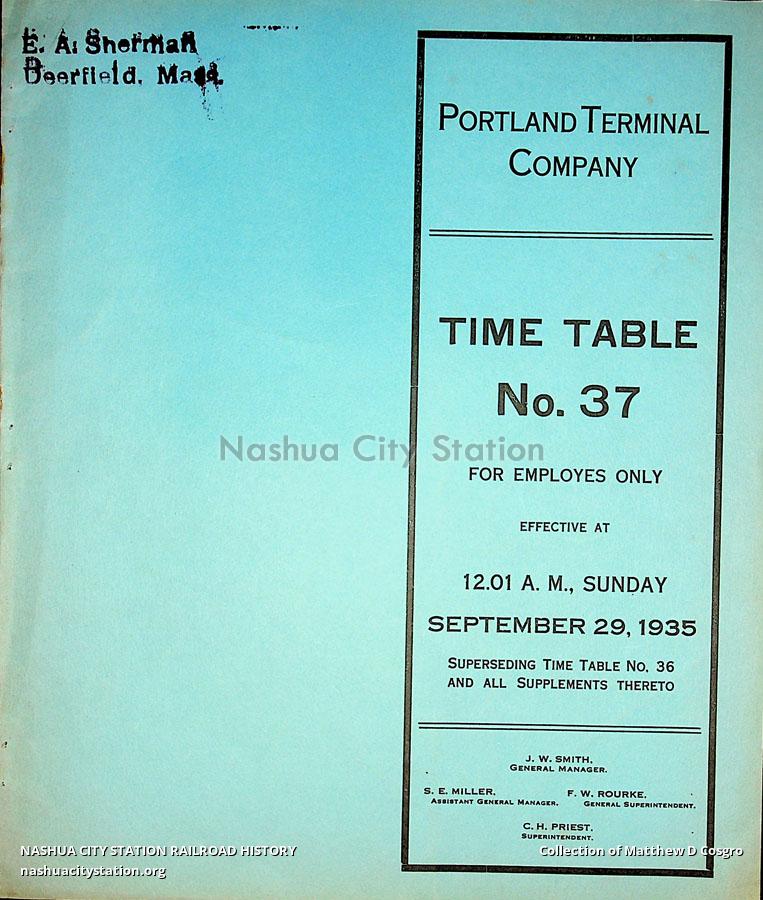 E. A. Sherman
Deerfield, Mass.
PORTLAND TERMINAL
COMPANY
TIME TABLE
No. 37
Nashua City Station
FOR EMPLOYES ONLY
EFFECTIVE AT
12.01 A. M., SUNDAY
SEPTEMBER 29, 1935
SUPERSEDING TIME TABLE NO. 36
AND ALL SUPPLEMENTS THERETO
J. W. SMITH,
GENERAL MANAGER.
S. E. MILLER,
ASSISTANT GENERAL MANAGER.
F. W. ROURKE,
GENERAL SUPERINTENDENT.
C. H. PRIEST,
SUPERINTENDENT.
NASHUA CITY STATION RAILROAD HISTORY
nashuacitystation.org
Collection of Matthew D Cosgro